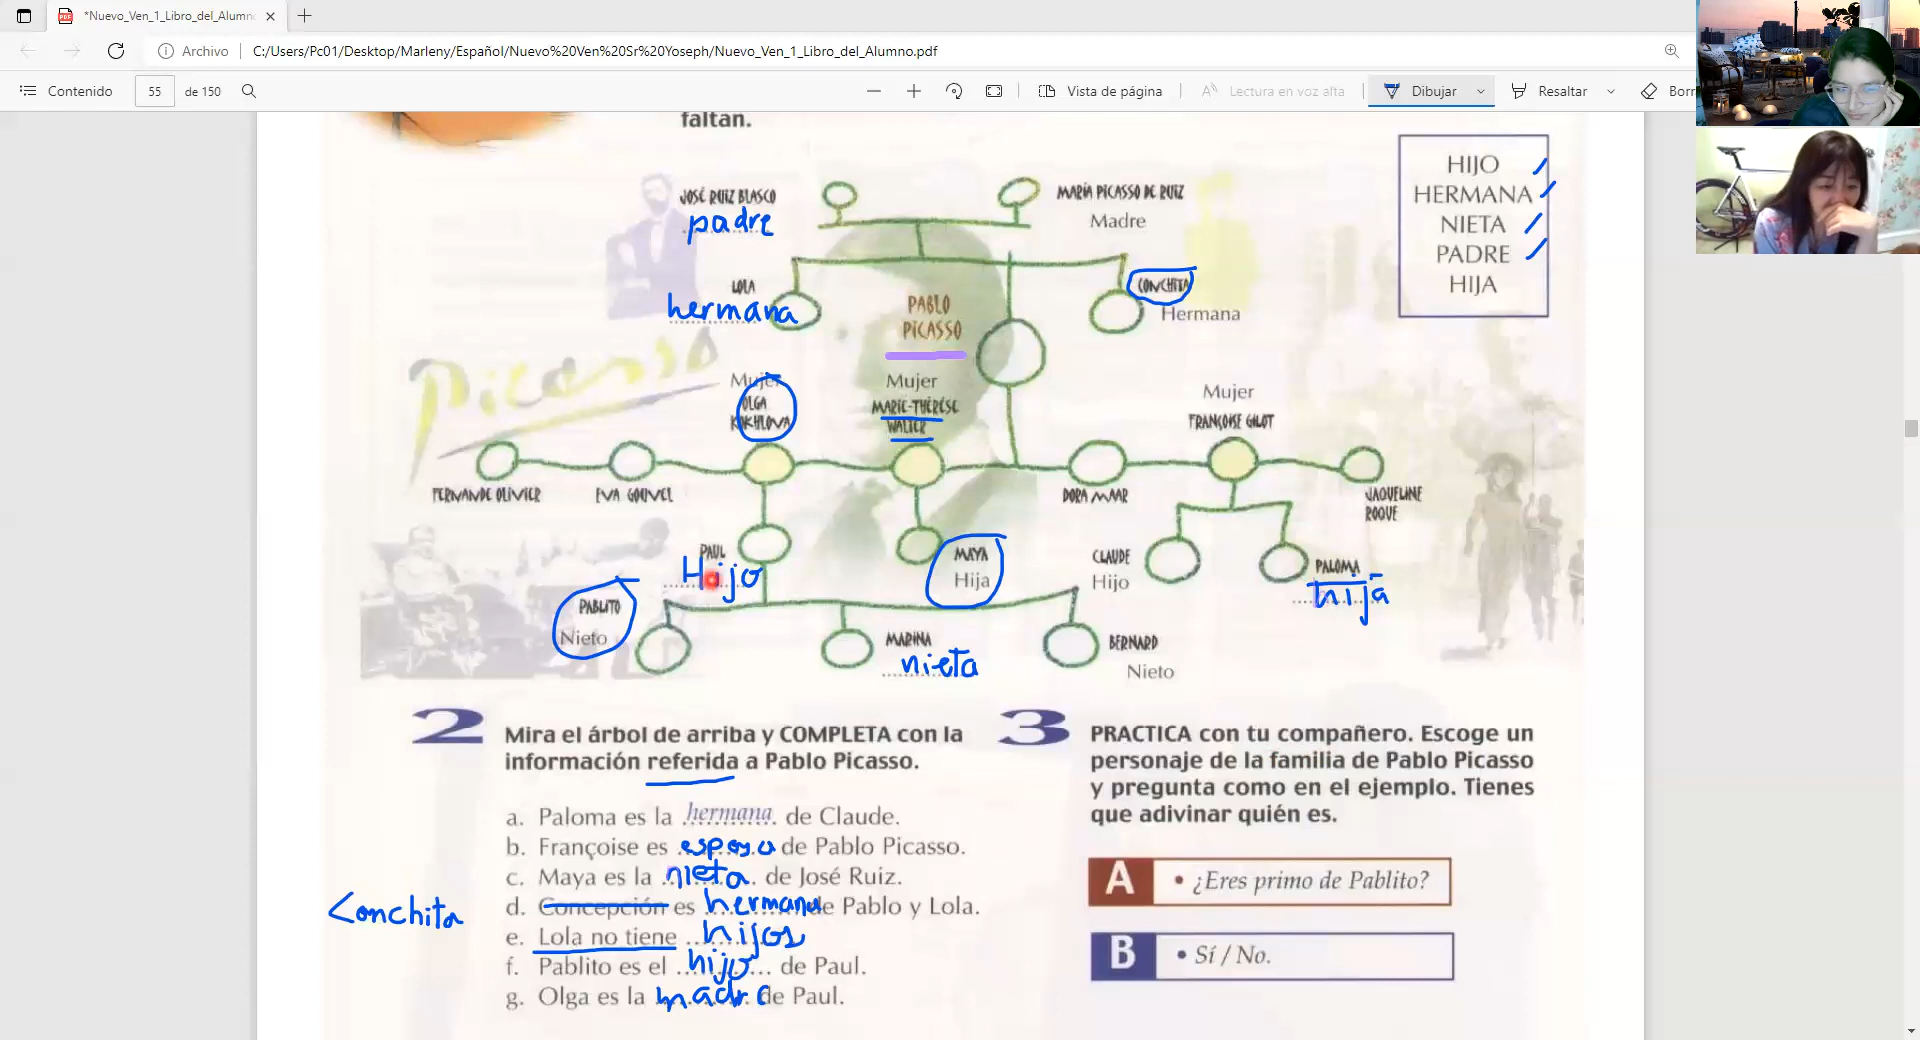 *Nuevo_Ven_1_Libro_del_Alumn
Archivo
C:/Users/Pc01/Desktop/Marleny/Español/Nuevo%20Ven%20Sr%20Yoseph/Nuevo_Ven_1_Libro_del_Alumno.pdf
Contenido
55
de 150
Vista de página
Lectura en voz alta
Dibujar
Resaltar
Borr
faltan.
HIJO
HERMANA
NIETA
PADRE
HIJA
JOSÉ RUIZ BLASCO
padre
MARÍA PICASSO DE RUIZ
Madre
LOLA
hermana
PABLO
PICASSO
CONCHITA
Hermana
Picasso
Mujer
OLGA
KOKHLOVA
Mujer
MARIE-THÉRÈSE
WALTER
Mujer
FRANÇOISE GILOT
FERNANDE OLIVIER
EVA GOUVEL
DORA MAAR
JAQUELINE
ROQUE
PAUL
Hijo
MAYA
Hija
CLAUDE
Hijo
PALOMA
hija
PABLITO
Nieto
MARINA
nieta
BERNARD
Nieto
2
Mira el árbol de arriba y COMPLETA con la
información referida a Pablo Picasso.
a. Paloma es la hermana de Claude.
b. Françoise es esposa de Pablo Picasso.
c. Maya es la nieta de José Ruiz.
Conchita
d. Concepción es hermana de Pablo y Lola.
e. Lola no tiene hijos
f. Pablito es el hijo de Paul.
g. Olga es la madre de Paul.
3
PRACTICA con tu compañero. Escoge un
personaje de la familia de Pablo Picasso
y pregunta como en el ejemplo. Tienes
que adivinar quién es.
A • ¿Eres primo de Pablito?
B • Sí / No.